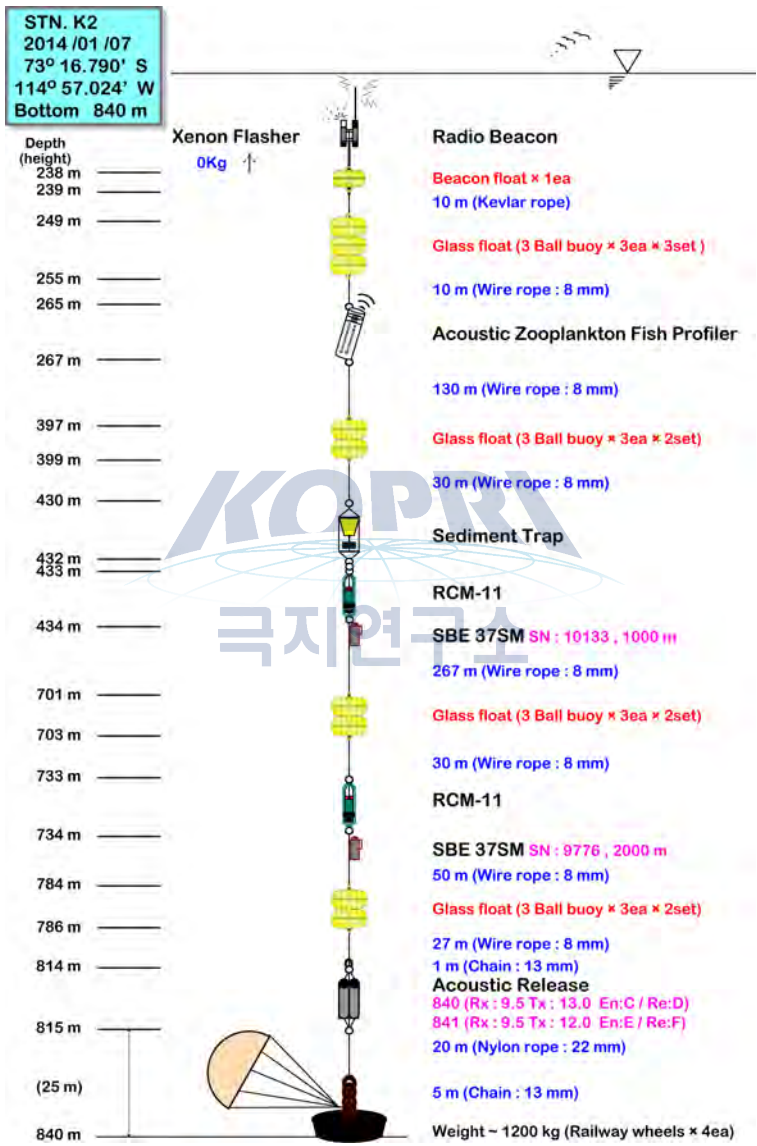 STN. K2
2014 /01 /07
73º 16.790' S
114º 57.024' W
Bottom 840 m
Depth
(height)
Xenon Flasher
0Kg ↑
Radio Beacon
238 m
Beacon float × 1ea
239 m
10 m (Kevlar rope)
249 m
Glass float (3 Ball buoy × 3ea × 3set )
255 m
10 m (Wire rope : 8 mm)
265 m
Acoustic Zooplankton Fish Profiler
267 m
130 m (Wire rope : 8 mm)
397 m
Glass float (3 Ball buoy × 3ea × 2set)
399 m
30 m (Wire rope : 8 mm)
430 m
KOPRI
Sediment Trap
432 m
433 m
RCM-11
극지연구소
434 m
SBE 37SM SN : 10133 , 1000 m
267 m (Wire rope : 8 mm)
701 m
Glass float (3 Ball buoy × 3ea × 2set)
703 m
30 m (Wire rope : 8 mm)
733 m
RCM-11
734 m
SBE 37SM SN : 9776 , 2000 m
50 m (Wire rope : 8 mm)
784 m
Glass float (3 Ball buoy × 3ea × 2set)
786 m
27 m (Wire rope : 8 mm)
814 m
1 m (Chain : 13 mm)
Acoustic Release
840 (Rx : 9.5 Tx : 13.0 En:C / Re:D)
841 (Rx : 9.5 Tx : 12.0 En:E / Re:F)
815 m
20 m (Nylon rope : 22 mm)
(25 m)
5 m (Chain : 13 mm)
840 m
Weight ~ 1200 kg (Railway wheels × 4ea)